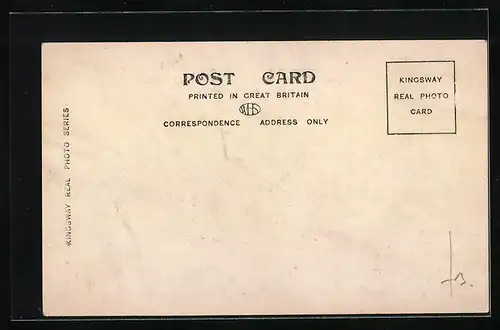 POST CARD
PRINTED IN GREAT BRITAIN
WHS
CORRESPONDENCE ADDRESS ONLY
KINGSWAY
REAL PHOTO
CARD
KINGSWAY REAL PHOTO SERIES